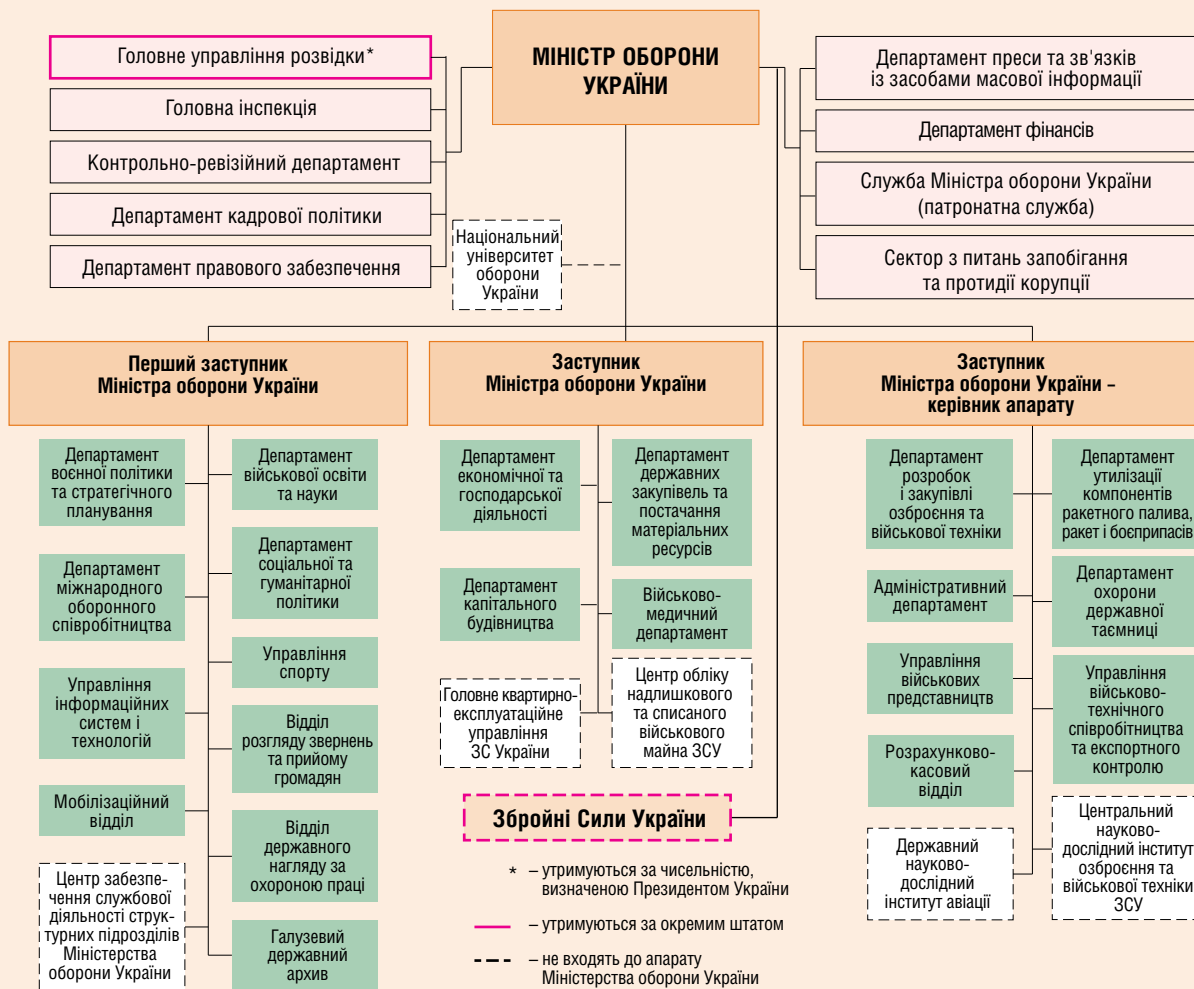 МІНІСТР ОБОРОНИ
УКРАЇНИ
Головне управління розвідки*
Головна інспекція
Контрольно-ревізійний департамент
Департамент кадрової політики
Департамент правового забезпечення
Департамент преси та зв'язків
із засобами масової інформації
Департамент фінансів
Служба Міністра оборони України
(патронатна служба)
Сектор з питань запобігання
та протидії корупції
Національний
університет
оборони
України
Перший заступник
Міністра оборони України
Департамент
воєнної політики
та стратегічного
планування
Департамент
військової освіти
та науки
Департамент
міжнародного
оборонного
співробітництва
Департамент
соціальної та
гуманітарної
політики
Управління
спорту
Управління
інформаційних
систем і
технологій
Відділ
розгляду звернень
та прийому
громадян
Мобілізаційний
відділ
Відділ
державного
нагляду за
охороною праці
Центр забезпе-
чення службової
діяльності струк-
турних підрозділів
Міністерства
оборони України
Галузевий
державний
архив
Заступник
Міністра оборони України
Департамент
економічної та
господарської
діяльності
Департамент
державних
закупівель та
постачання
матеріальних
ресурсів
Департамент
капітального
будівництва
Військово-
медичний
департамент
Головне квартирно-
експлуатаційне
управління
ЗС України
Центр обліку
надлишкового
та списаного
військового
майна ЗСУ
Збройні Сили України
* – утримуються за чисельністю,
визначеною Президентом України
– утримуються за окремим штатом
– не входять до апарату
Міністерства оборони України
Заступник
Міністра оборони України –
керівник апарату
Департамент
розробок
і закупівлі
озброєння та
військової техніки
Департамент
утилізації
компонентів
ракетного палива,
ракет і боєприпасів
Адміністративний
департамент
Департамент
охорони
державної
таємниці
Управління
військових
представництв
Управління
військово-
технічного
співробітництва
та експортного
контролю
Розрахунково-
касовий
відділ
Державний
науково-
дослідний
інститут авіації
Центральний
науково-
дослідний інститут
озброєння та
військової техніки
ЗСУ